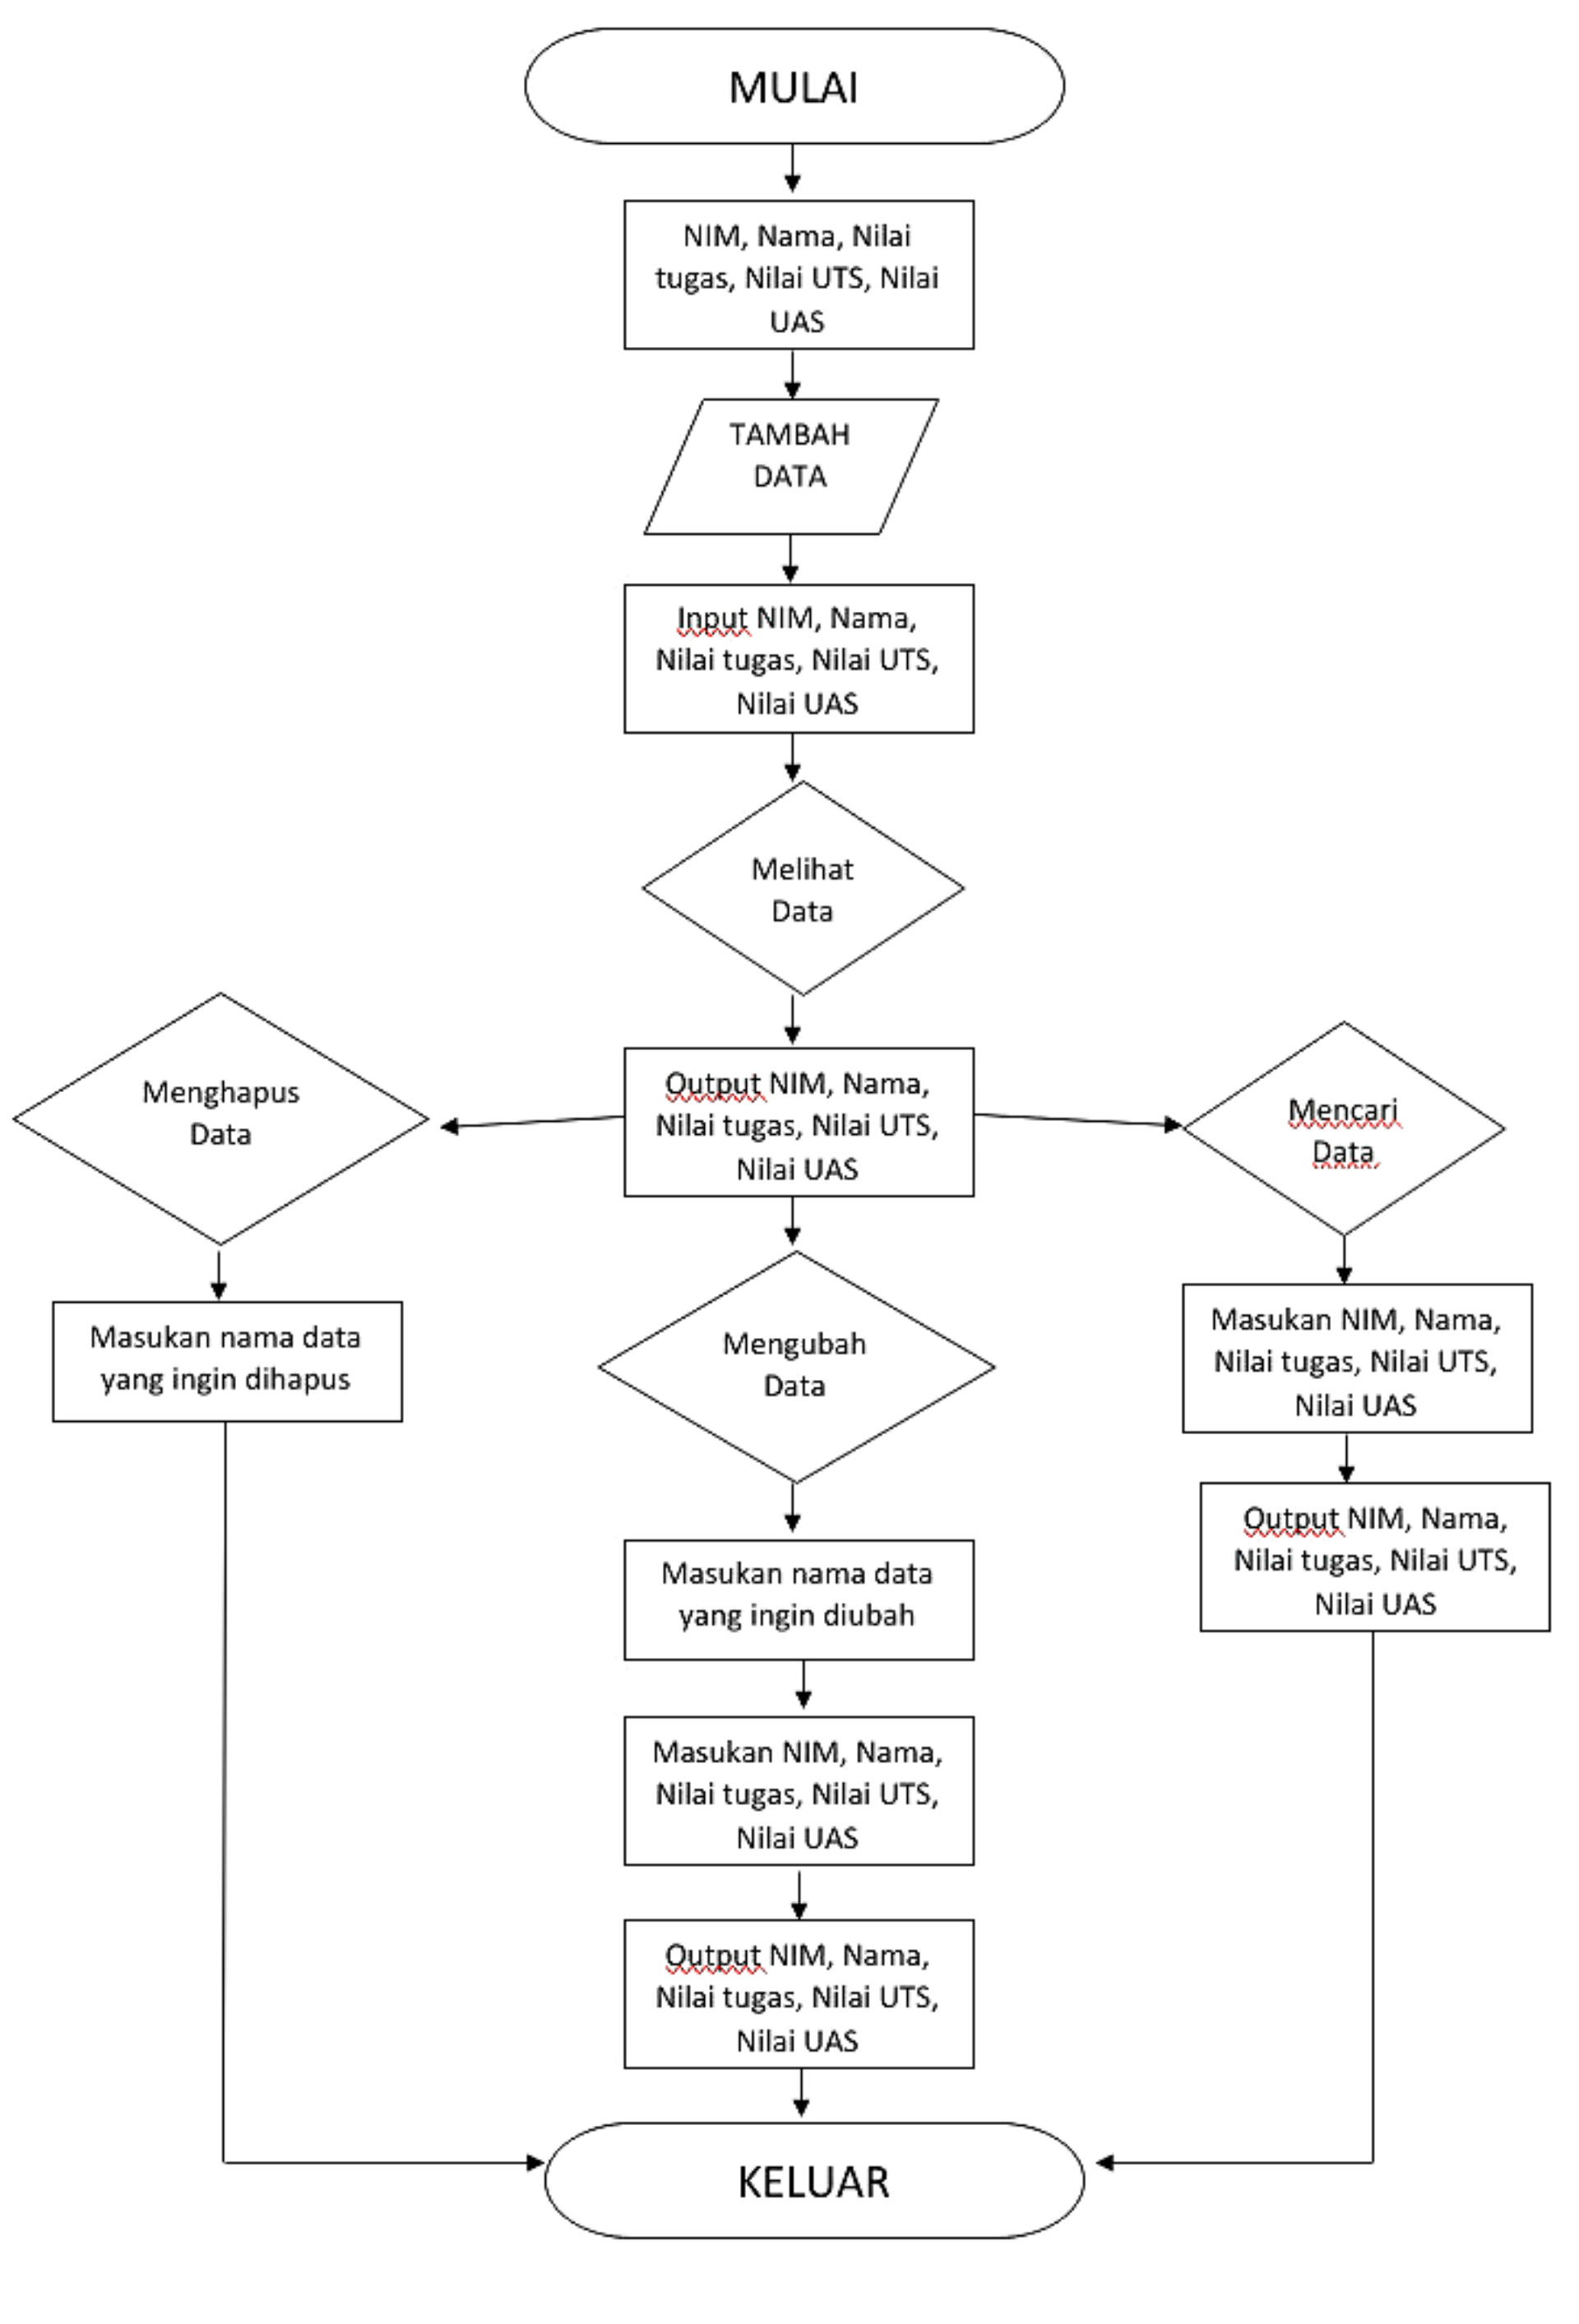 MULAI
NIM, Nama, Nilai
tugas, Nilai UTS, Nilai
UAS
TAMBAH
DATA
Input NIM, Nama,
Nilai tugas, Nilai UTS,
Nilai UAS
Melihat
Data
Output NIM, Nama,
Nilai tugas, Nilai UTS,
Nilai UAS
Menghapus
Data
Masukan nama data
yang ingin dihapus
Mengubah
Data
Masukan nama data
yang ingin diubah
Masukan NIM, Nama,
Nilai tugas, Nilai UTS,
Nilai UAS
Output NIM, Nama,
Nilai tugas, Nilai UTS,
Nilai UAS
Mencari
Data
Masukan NIM, Nama,
Nilai tugas, Nilai UTS,
Nilai UAS
Output NIM, Nama,
Nilai tugas, Nilai UTS,
Nilai UAS
KELUAR